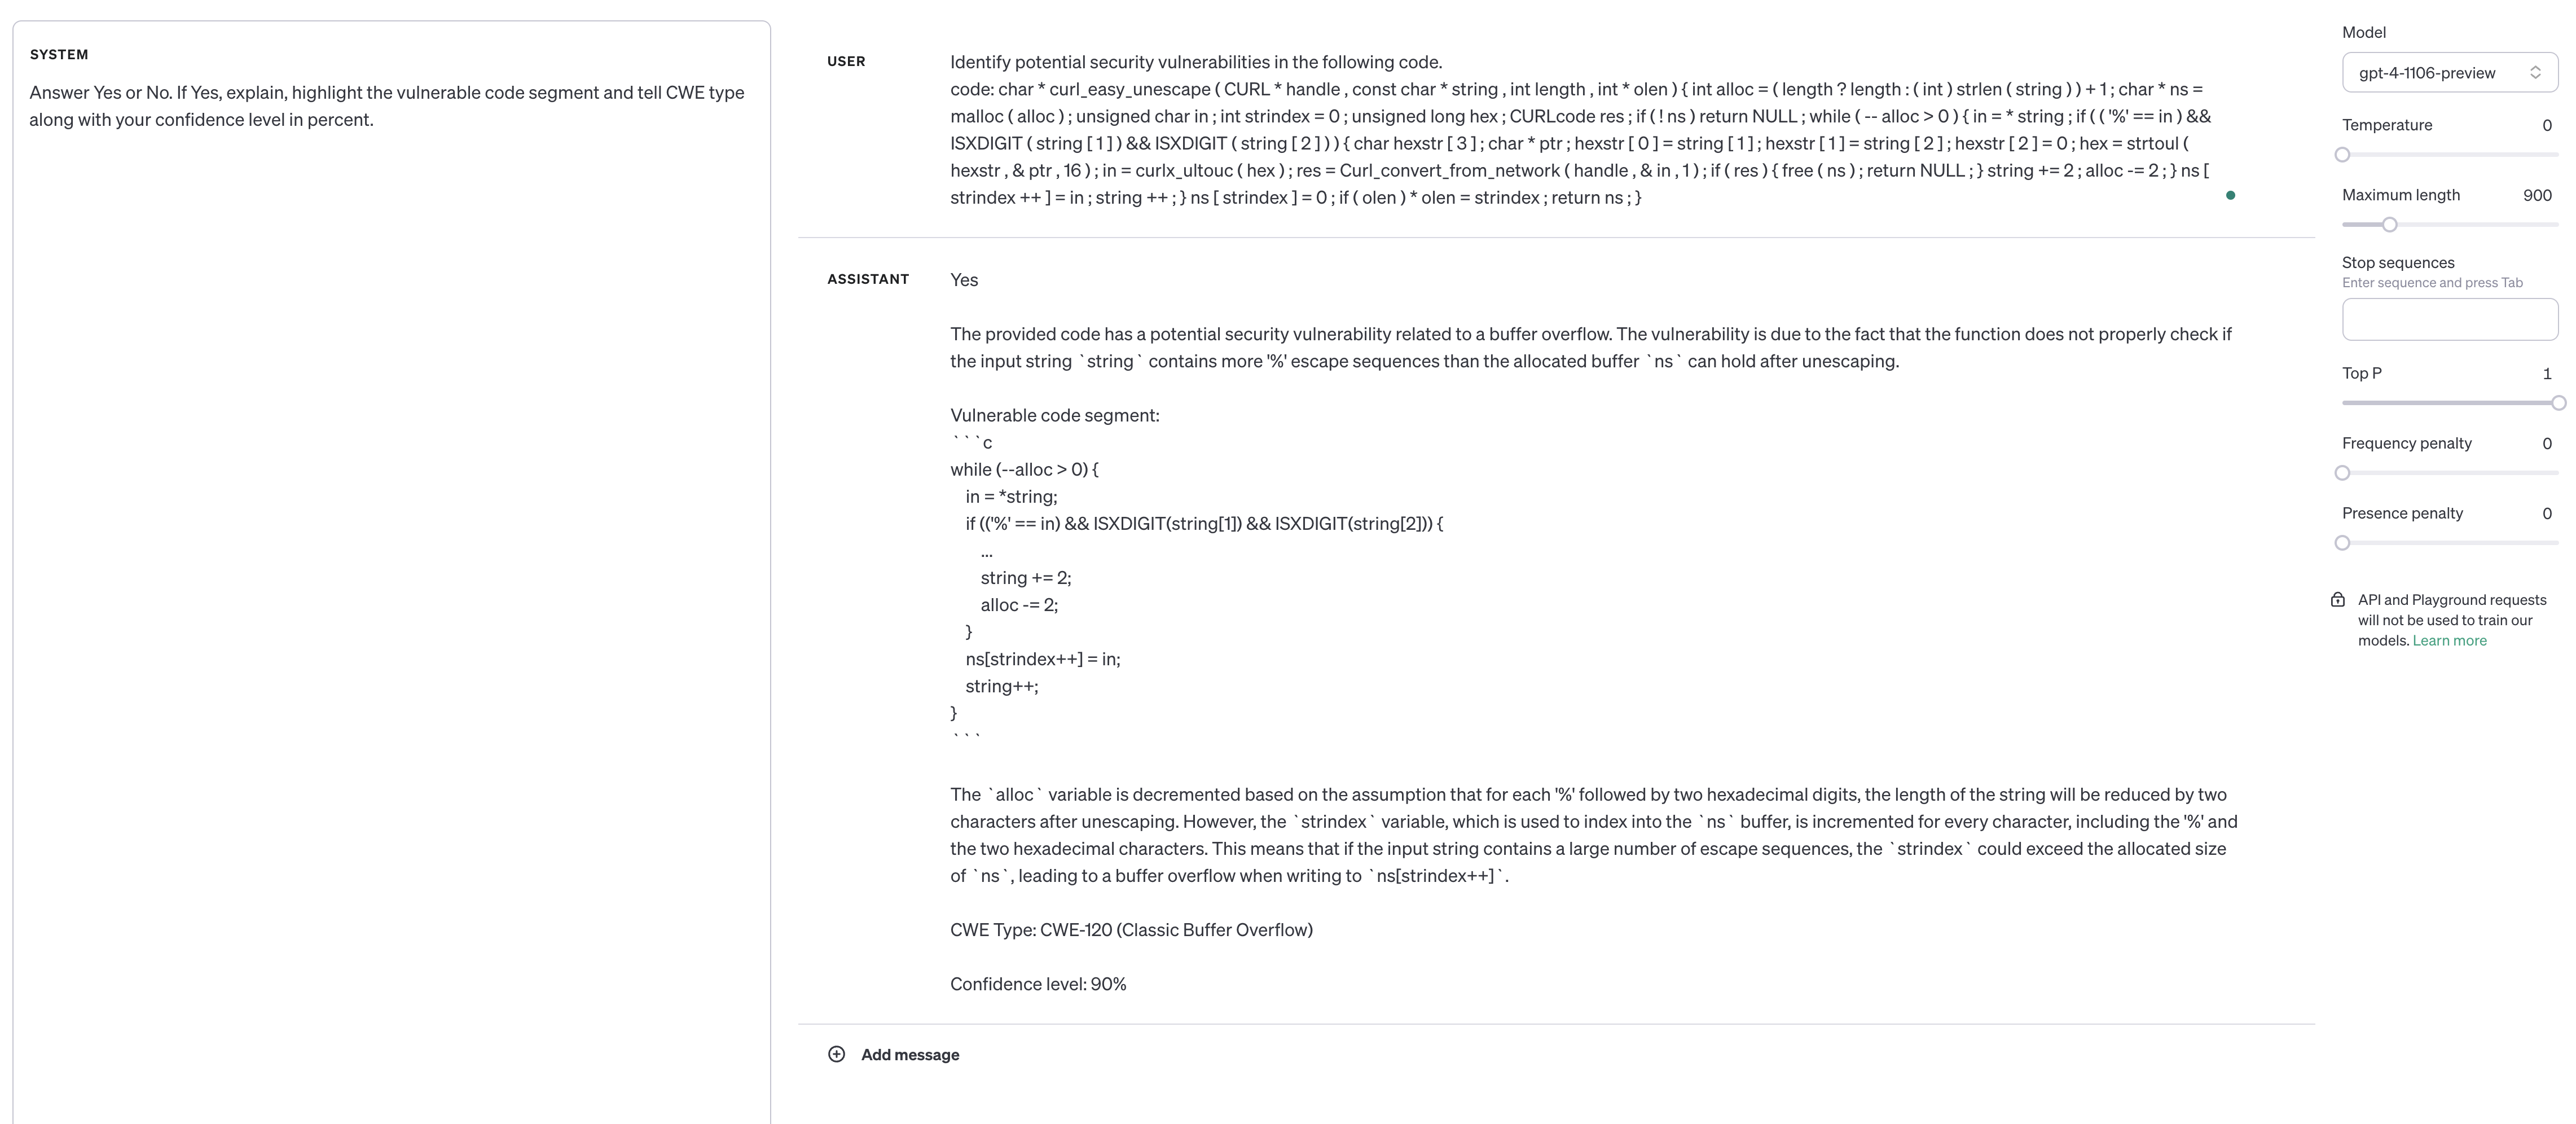 SYSTEM
Answer Yes or No. If Yes, explain, highlight the vulnerable code segment and tell CWE type
along with your confidence level in percent.
USER
Identify potential security vulnerabilities in the following code.
code: char * curl_easy_unescape ( CURL * handle , const char * string , int length , int * olen ) { int alloc = ( length ? length : ( int ) strlen ( string ) ) + 1 ; char * ns =
malloc ( alloc ) ; unsigned char in ; int strindex = 0 ; unsigned long hex ; CURLcode res ; if ( ! ns ) return NULL ; while ( -- alloc > 0 ) { in = * string ; if ( ( '%' == in ) &&
ISXDIGIT ( string [ 1 ] ) && ISXDIGIT ( string [ 2 ] ) ) { char hexstr [ 3 ] ; char * ptr ; hexstr [ 0 ] = string [ 1 ] ; hexstr [ 1 ] = string [ 2 ] ; hexstr [ 2 ] = 0 ; hex = strtoul (
hexstr , & ptr , 16 ) ; in = curlx_ultouc ( hex ) ; res = Curl_convert_from_network ( handle , & in , 1 ) ; if ( res ) { free ( ns ) ; return NULL ; } string += 2 ; alloc -= 2 ; } ns [
strindex ++ ] = in ; string ++ ; } ns [ strindex ] = 0 ; if ( olen ) * olen = strindex ; return ns ; }
ASSISTANT
Yes
The provided code has a potential security vulnerability related to a buffer overflow. The vulnerability is due to the fact that the function does not properly check if
the input string `string` contains more '%' escape sequences than the allocated buffer `ns` can hold after unescaping.
Vulnerable code segment:
```c
while (--alloc > 0) {
in = *string;
if (('%' == in) && ISXDIGIT(string[1]) && ISXDIGIT(string[2])) {
...
string += 2;
alloc -= 2;
}
ns[strindex++] = in;
string++;
}
```
The `alloc` variable is decremented based on the assumption that for each '%' followed by two hexadecimal digits, the length of the string will be reduced by two
characters after unescaping. However, the `strindex` variable, which is used to index into the `ns` buffer, is incremented for every character, including the '%' and
the two hexadecimal characters. This means that if the input string contains a large number of escape sequences, the `strindex` could exceed the allocated size
of `ns`, leading to a buffer overflow when writing to `ns[strindex++]`.
CWE Type: CWE-120 (Classic Buffer Overflow)
Confidence level: 90%
Add message
Model
gpt-4-1106-preview
Temperature 0
Maximum length 900
Stop sequences
Enter sequence and press Tab
Top P 1
Frequency penalty 0
Presence penalty 0
API and Playground requests
will not be used to train our
models. Learn more